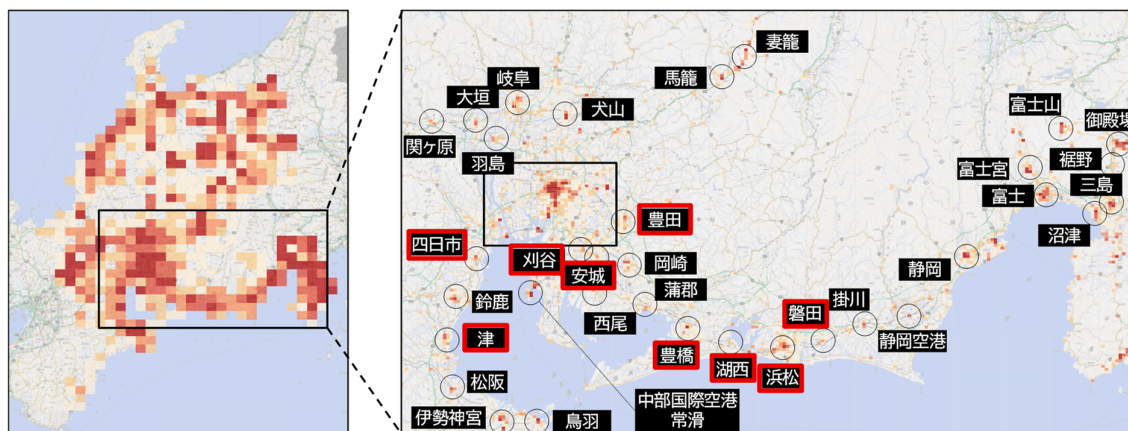 妻籠
馬籠
岐阜
大垣
犬山
富士山
御殿場
関ヶ原
羽島
裾野
富士宮
三島
富士
豊田
沼津
四日市
刈谷
安城
岡崎
静岡
鈴鹿
蒲郡
掛川
磐田
西尾
静岡空港
津
豊橋
湖西
浜松
松阪
中部国際空港
常滑
伊勢神宮
鳥羽